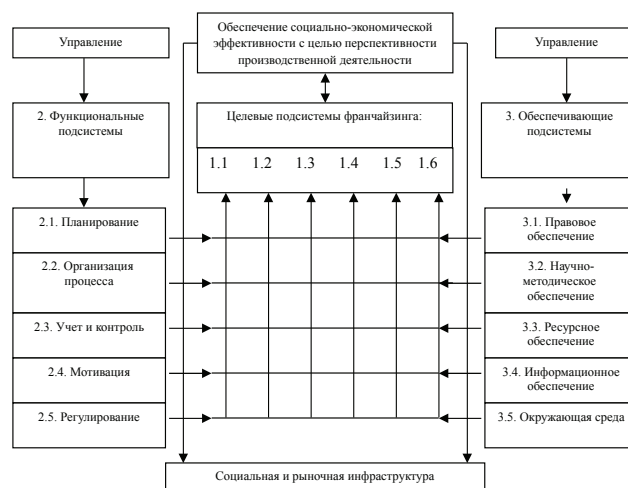 Управление
Обеспечение социально-экономической
эффективности с целью перспективности
производственной деятельности
Управление
2. Функциональные
подсистемы
Целевые подсистемы франчайзинга:
1.1 1.2 1.3 1.4 1.5 1.6
3. Обеспечивающие
подсистемы
2.1. Планирование
2.2. Организация
процесса
2.3. Учет и контроль
2.4. Мотивация
2.5. Регулирование
3.1. Правовое
обеспечение
3.2. Научно-
методическое
обеспечение
3.3. Ресурсное
обеспечение
3.4. Информационное
обеспечение
3.5. Окружающая среда
Социальная и рыночная инфраструктура